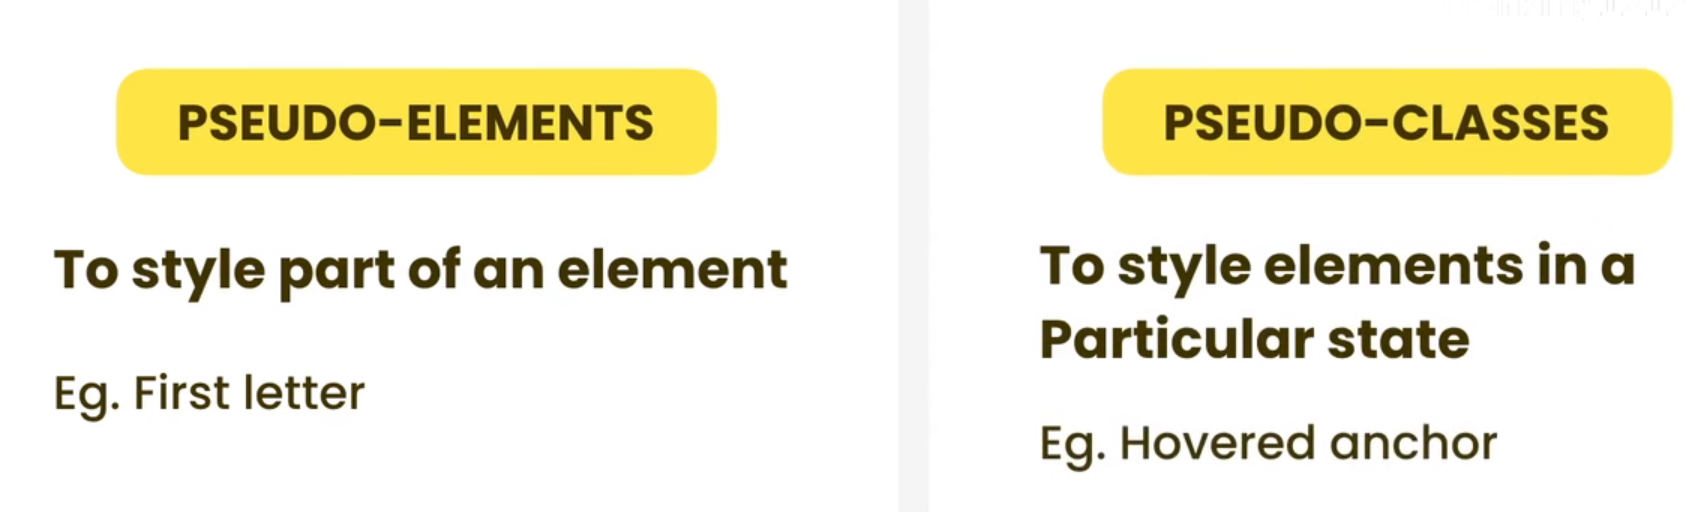 PSEUDO-ELEMENTS
To style part of an element
Eg. First letter
PSEUDO-CLASSES
To style elements in a
Particular state
Eg. Hovered anchor